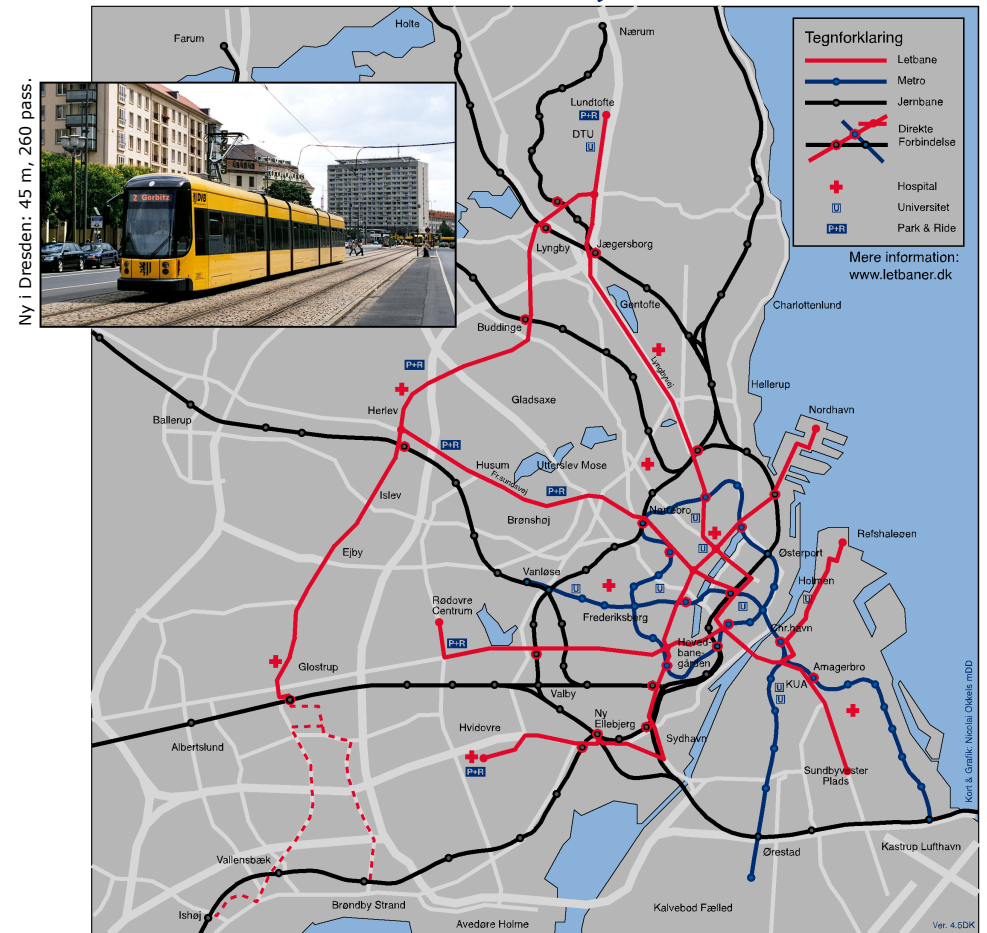 Holte
Farum
Nærum
Tegnforklaring
Letbane
Metro
Jernbane
Direkte
Forbindelse
Hospital
U
Universitet
P+R
Park & Ride
Mere information:
www.letbaner.dk
Ny i Dresden: 45 m, 260 pass.
2 Gorbitz
DVB
Lundtofte
P+R
DTU
U
Lyngby
Jægersborg
Gentofte
Charlottenlund
Buddinge
Lyngbyvej
P+R
Hellerup
Gladsaxe
Herlev
Nordhavn
Ballerup
P+R
Husum
Utterslev Mose
Fr.sundsvej
P+R
Islev
Brønshøj
Nørrebro
U
U
Refshaleøen
Ejby
Østerport
Vanløse
U
U
Holmen
U
Rødovre
Centrum
Frederiksberg
U
P+R
Chr.havn
Hoved-
bane-
gården
Glostrup
Amagerbro
U
KUA
U
Valby
Ny
Ellebjerg
Hvidovre
Sydhavn
Albertslund
P+R
Sundbyvester
Plads
Kort & Grafik: Nicolai Okkels mDD
Vallensbæk
Ørestad
Kastrup Lufthavn
Ishøj
Brøndby Strand
Kalvebod Fælled
Avedøre Holme
Ver. 4.5DK